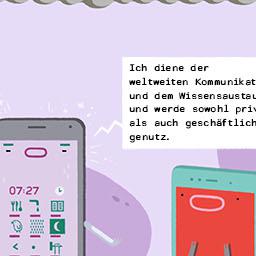 Ich diene der
weltweiten Kommunikat
und dem Wissensaustau
und werde sowohl priv
als auch geschäftlich
genutz.
07:27